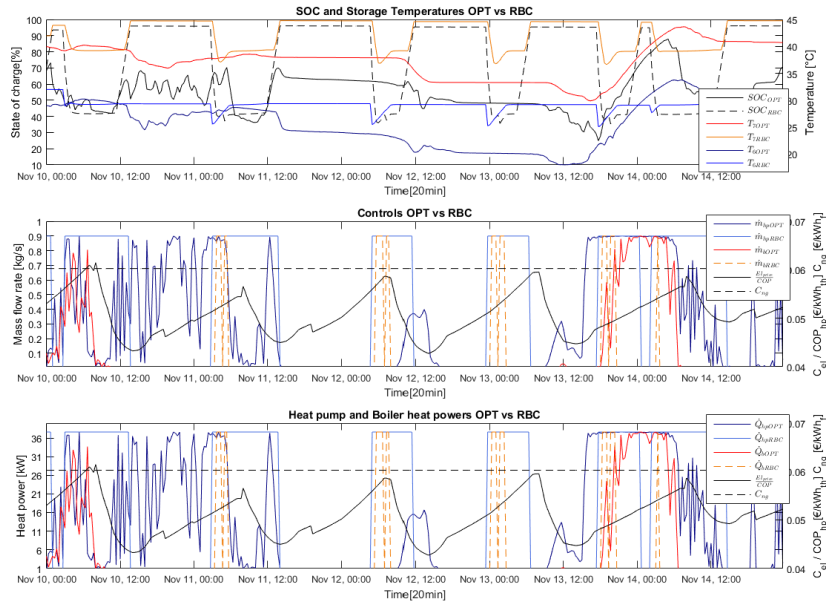 SOC and Storage Temperatures OPT vs RBC
State of charge[%]
100
90
80
70
60
50
40
30
20
10
45
40
35
30
25
20
Temperature [°C]
SOC_OPT
SOC_RBC
T_7OPT
T_7RBC
T_6OPT
T_6RBC
Nov 10, 00:00 Nov 10, 12:00 Nov 11, 00:00 Nov 11, 12:00 Nov 12, 00:00 Nov 12, 12:00 Nov 13, 00:00 Nov 13, 12:00 Nov 14, 00:00 Nov 14, 12:00
Time[20min]
Controls OPT vs RBC
Mass flow rate [kg/s]
1
0.9
0.8
0.7
0.6
0.5
0.4
0.3
0.2
0.1
0.07
0.06
0.05
0.04
C_el / COP_hp [€/kWh_th] C_ng [€/kWh_f]
ṁ_hpOPT
ṁ_hpRBC
ṁ_bOPT
ṁ_bRBC
COP
C_ng
Nov 10, 00:00 Nov 10, 12:00 Nov 11, 00:00 Nov 11, 12:00 Nov 12, 00:00 Nov 12, 12:00 Nov 13, 00:00 Nov 13, 12:00 Nov 14, 00:00 Nov 14, 12:00
Time[20min]
Heat pump and Boiler heat powers OPT vs RBC
Heat power [kW]
36
31
26
21
16
11
6
1
0.07
0.06
0.05
0.04
C_el / COP_hp [€/kWh_th] C_ng [€/kWh_f]
Q̇_hpOPT
Q̇_hpRBC
Q̇_bOPT
Q̇_bRBC
COP
C_ng
Nov 10, 00:00 Nov 10, 12:00 Nov 11, 00:00 Nov 11, 12:00 Nov 12, 00:00 Nov 12, 12:00 Nov 13, 00:00 Nov 13, 12:00 Nov 14, 00:00 Nov 14, 12:00
Time[20min]